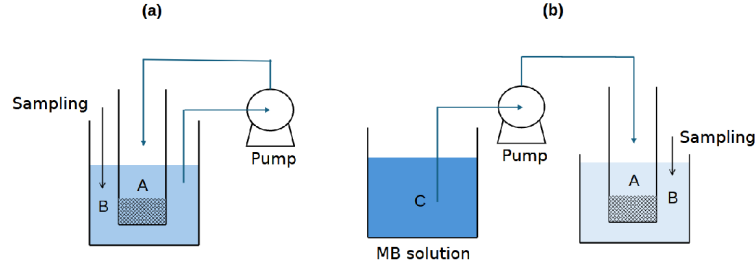 (a)
(b)
Sampling
A
B
Pump
C
MB solution
Pump
Sampling
A
B